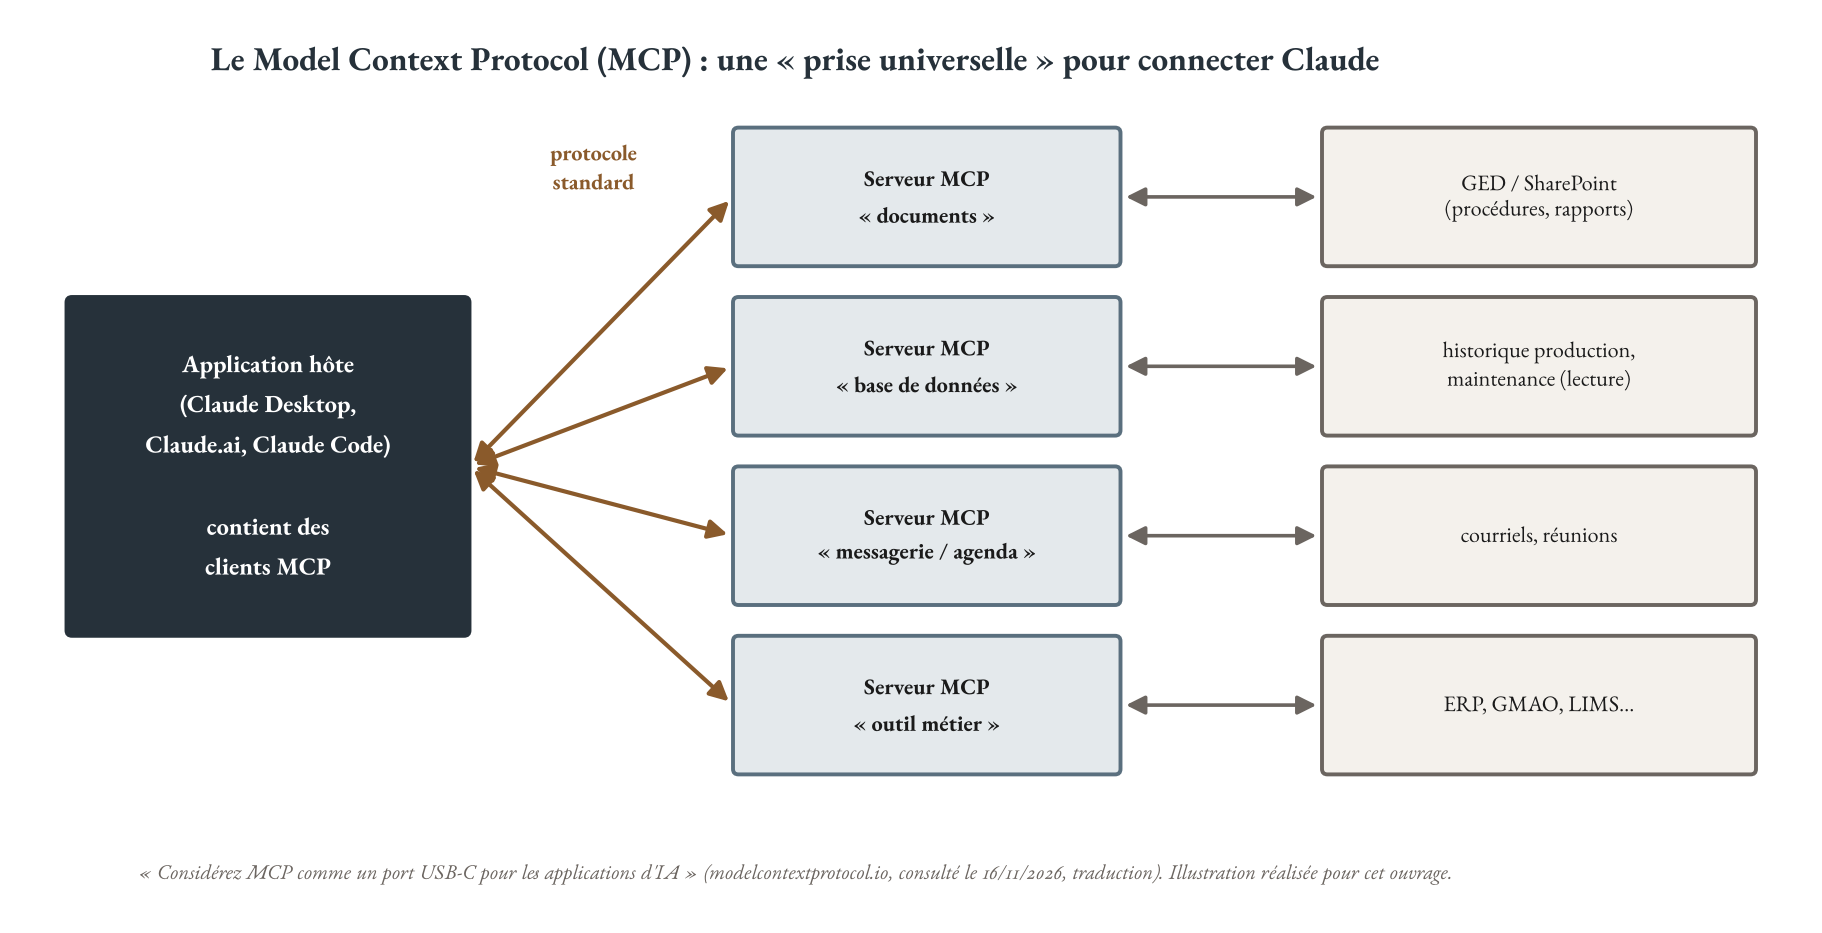 Le Model Context Protocol (MCP) : une « prise universelle » pour connecter Claude
protocole
standard
Application hôte
(Claude Desktop,
Claude.ai, Claude Code)
contient des
clients MCP
Serveur MCP
« documents »
GED / SharePoint
(procédures, rapports)
Serveur MCP
« base de données »
historique production,
maintenance (lecture)
Serveur MCP
« messagerie / agenda »
courriels, réunions
Serveur MCP
« outil métier »
ERP, GMAO, LIMS...
« Considérez MCP comme un port USB-C pour les applications d'IA » (modelcontextprotocol.io, consulté le 16/11/2026, traduction). Illustration réalisée pour cet ouvrage.